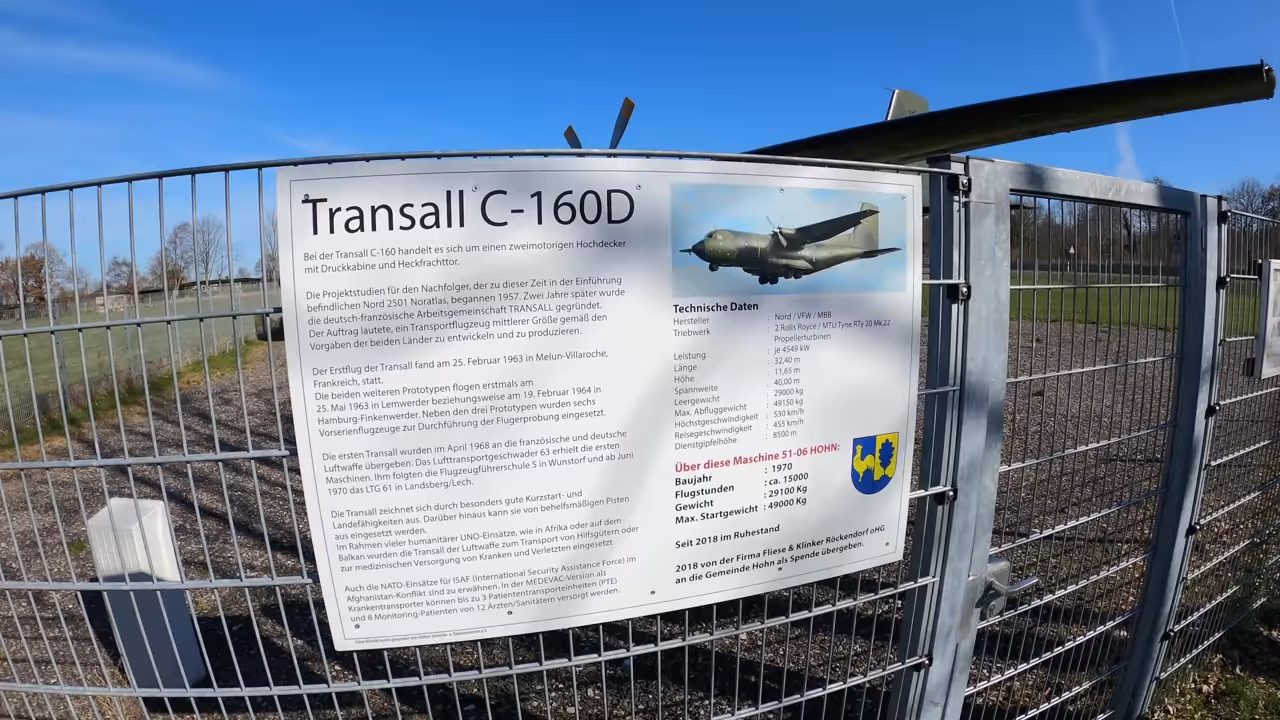 Transall C-160D
Bei der Transall C-160 handelt es sich um einen zweimotorigen Hochdecker
mit Druckkabine und Heckfrachttor.
Die Projektstudien für den Nachfolger, der zu dieser Zeit in der Einführung
befindlichen Nord 2501 Noratlas, begannen 1957. Zwei Jahre später wurde
die deutsch-französische Arbeitsgemeinschaft TRANSALL gegründet.
Der Auftrag lautete, ein Transportflugzeug mittlerer Größe gemäß den
Vorgaben der beiden Länder zu entwickeln und zu produzieren.
Der Erstflug der Transall fand am 25. Februar 1963 in Melun-Villaroche,
Frankreich, statt.
Die beiden weiteren Prototypen flogen erstmals am
25. Mai 1963 in Lemwerder beziehungsweise am 19. Februar 1964 in
Hamburg-Finkenwerder. Neben den drei Prototypen wurden sechs
Vorserienflugzeuge zur Durchführung der Flugerprobung eingesetzt.
Die ersten Transall wurden im April 1968 an die französische und deutsche
Luftwaffe übergeben. Das Lufttransportgeschwader 63 erhielt die ersten
Maschinen. Ihm folgten die Flugzeugführerschule S in Wunstorf und ab Juni
1970 das LTG 61 in Landsberg/Lech.
Die Transall zeichnet sich durch besonders gute Kurzstart- und
Landefähigkeiten aus. Darüber hinaus kann sie von behelfsmäßigen Pisten
aus eingesetzt werden.
Im Rahmen vieler humanitärer UNO-Einsätze, wie in Afrika oder auf dem
Balkan wurden die Transall der Luftwaffe zum Transport von Hilfsgütern oder
zur medizinischen Versorgung von Kranken und Verletzten eingesetzt.
Auch die NATO-Einsätze für ISAF (International Security Assistance Force) im
Afghanistan-Konflikt sind zu erwähnen. In der MEDEVAC-Version als
Krankentransporter können bis zu 3 Patiententransporteinheiten (PTE)
und 8 Monitoring-Patienten von 12 Ärzten/Sanitätern versorgt werden.
Technische Daten
Hersteller : Nord / VFW / MBB
Triebwerk : 2 Rolls Royce / MTU Tyne RTy 20 Mk.22
Propellerturbinen
Leistung : je 4549 kW
Länge : 32,40 m
Höhe : 11,65 m
Spannweite : 40,00 m
Leergewicht : 29000 kg
Max. Abfluggewicht : 49150 kg
Höchstgeschwindigkeit : 530 km/h
Reisegeschwindigkeit : 455 km/h
Dienstgipfelhöhe : 8500 m
Über diese Maschine 51-06 HOHN:
Baujahr : 1970
Flugstunden : ca. 15000
Gewicht : 29100 Kg
Max. Startgewicht : 49000 Kg
Seit 2018 im Ruhestand
2018 von der Firma Fliese & Klinker Röckendorf oHG
an die Gemeinde Hohn als Spende übergeben.